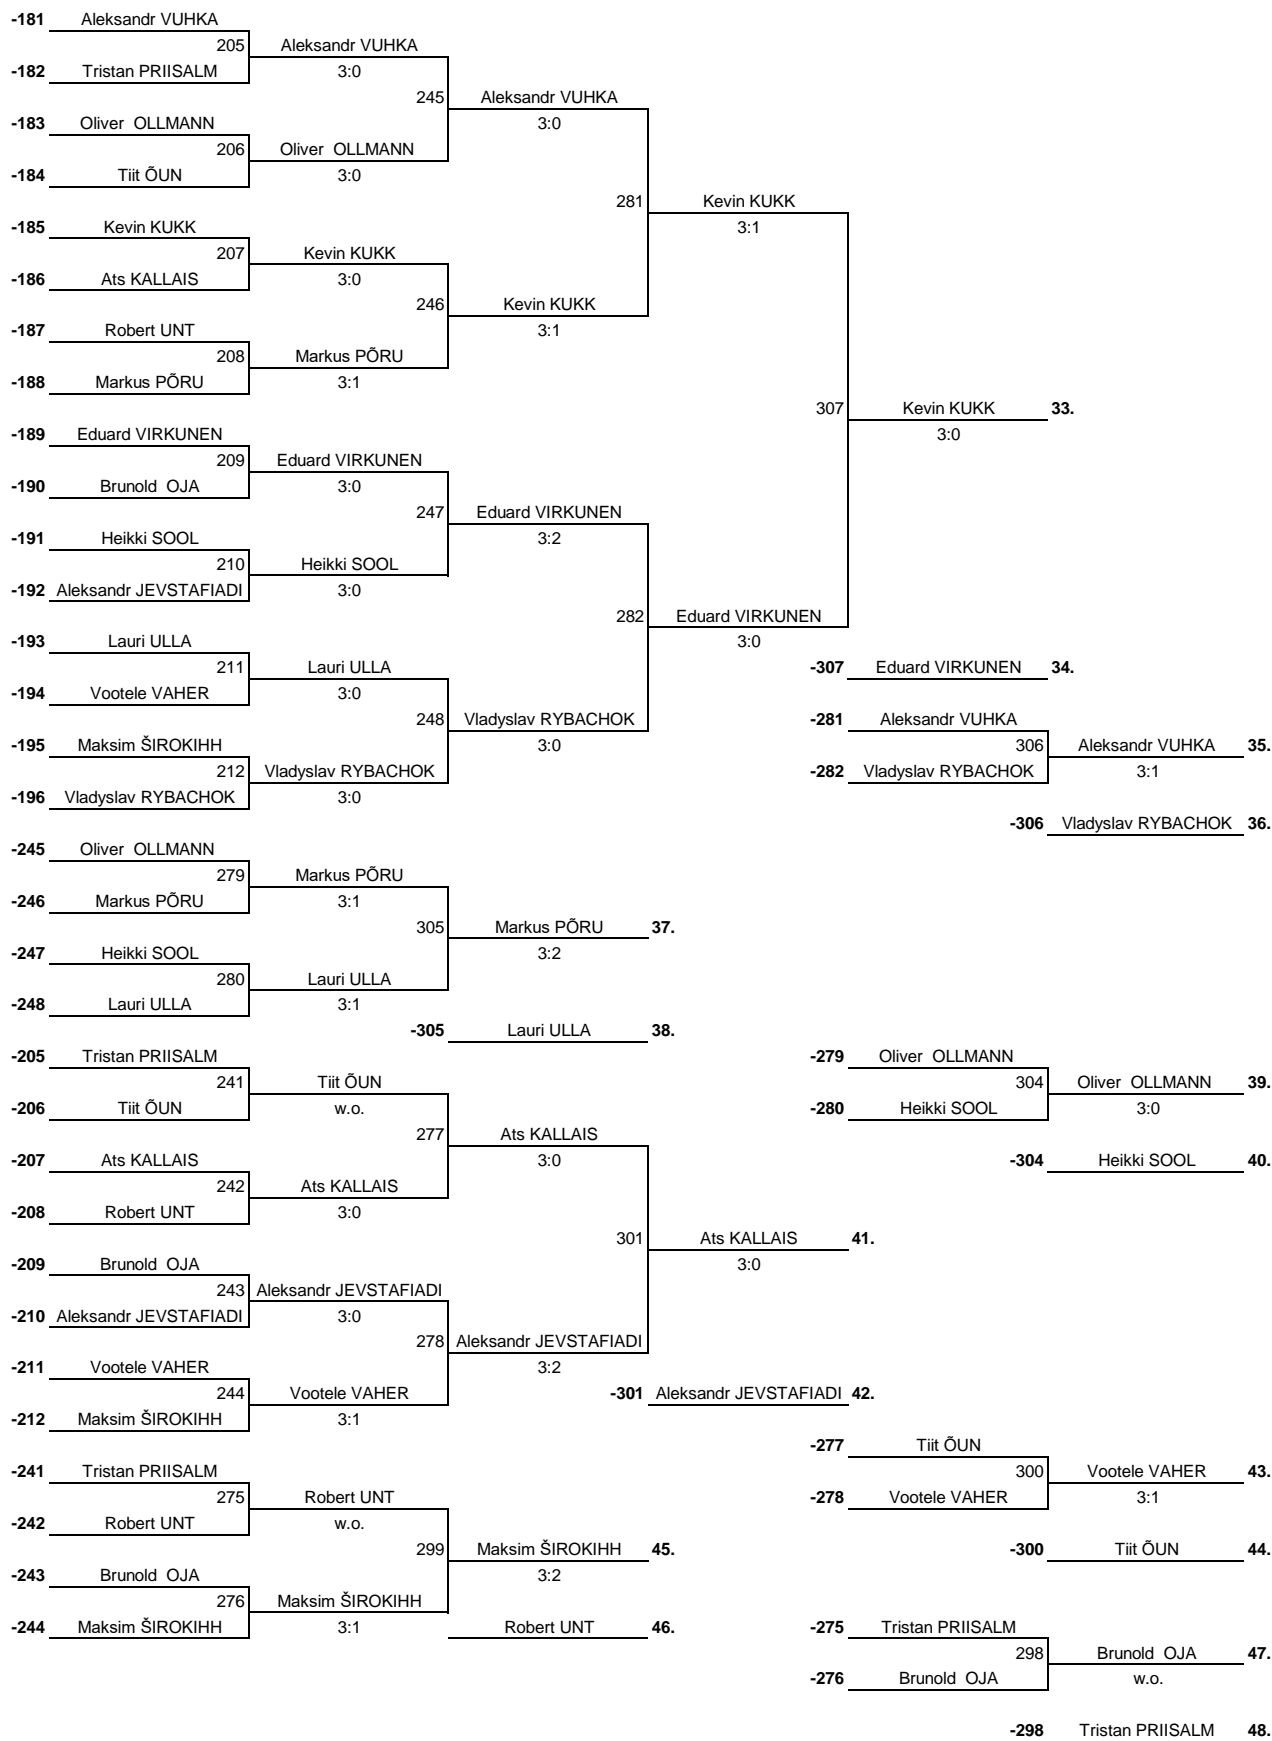 -181 Aleksandr VUHKA
205 Aleksandr VUHKA
-182 Tristan PRIISALM 3:0
245 Aleksandr VUHKA
-183 Oliver OLLMANN 3:0
206 Oliver OLLMANN
-184 Tiit ÕUN 3:0
281 Kevin KUKK
-185 Kevin KUKK 3:1
207 Kevin KUKK
-186 Ats KALLAIS 3:0
246 Kevin KUKK
-187 Robert UNT 3:1
208 Markus PÕRU
-188 Markus PÕRU 3:1
307 Kevin KUKK 33.
-189 Eduard VIRKUNEN 3:0
209 Eduard VIRKUNEN
-190 Brunold OJA 3:0
247 Eduard VIRKUNEN
-191 Heikki SOOL 3:2
210 Heikki SOOL
-192 Aleksandr JEVSTAFIADI 3:0
282 Eduard VIRKUNEN
-193 Lauri ULLA 3:0
211 Lauri ULLA -307 Eduard VIRKUNEN 34.
-194 Vootele VAHER 3:0
248 Vladyslav RYBACHOK -281 Aleksandr VUHKA
-195 Maksim ŠIROKIHH 3:0 306 Aleksandr VUHKA 35.
212 Vladyslav RYBACHOK -282 Vladyslav RYBACHOK 3:1
-196 Vladyslav RYBACHOK 3:0
-306 Vladyslav RYBACHOK 36.
-245 Oliver OLLMANN
279 Markus PÕRU
-246 Markus PÕRU 3:1
305 Markus PÕRU 37.
-247 Heikki SOOL 3:2
280 Lauri ULLA
-248 Lauri ULLA 3:1
-305 Lauri ULLA 38.
-205 Tristan PRIISALM -279 Oliver OLLMANN
241 Tiit ÕUN 304 Oliver OLLMANN 39.
-206 Tiit ÕUN w.o. -280 Heikki SOOL 3:0
277 Ats KALLAIS
-207 Ats KALLAIS 3:0 -304 Heikki SOOL 40.
242 Ats KALLAIS
-208 Robert UNT 3:0
301 Ats KALLAIS 41.
-209 Brunold OJA 3:0
243 Aleksandr JEVSTAFIADI
-210 Aleksandr JEVSTAFIADI 3:0
278 Aleksandr JEVSTAFIADI
-211 Vootele VAHER 3:2
244 Vootele VAHER -301 Aleksandr JEVSTAFIADI 42.
-212 Maksim ŠIROKIHH 3:1
-277 Tiit ÕUN
-241 Tristan PRIISALM 300 Vootele VAHER 43.
275 Robert UNT -278 Vootele VAHER 3:1
-242 Robert UNT w.o.
299 Maksim ŠIROKIHH 45. -300 Tiit ÕUN 44.
-243 Brunold OJA 3:2
276 Maksim ŠIROKIHH
-244 Maksim ŠIROKIHH 3:1 Robert UNT 46. -275 Tristan PRIISALM
298 Brunold OJA 47.
-276 Brunold OJA w.o.
-298 Tristan PRIISALM 48.